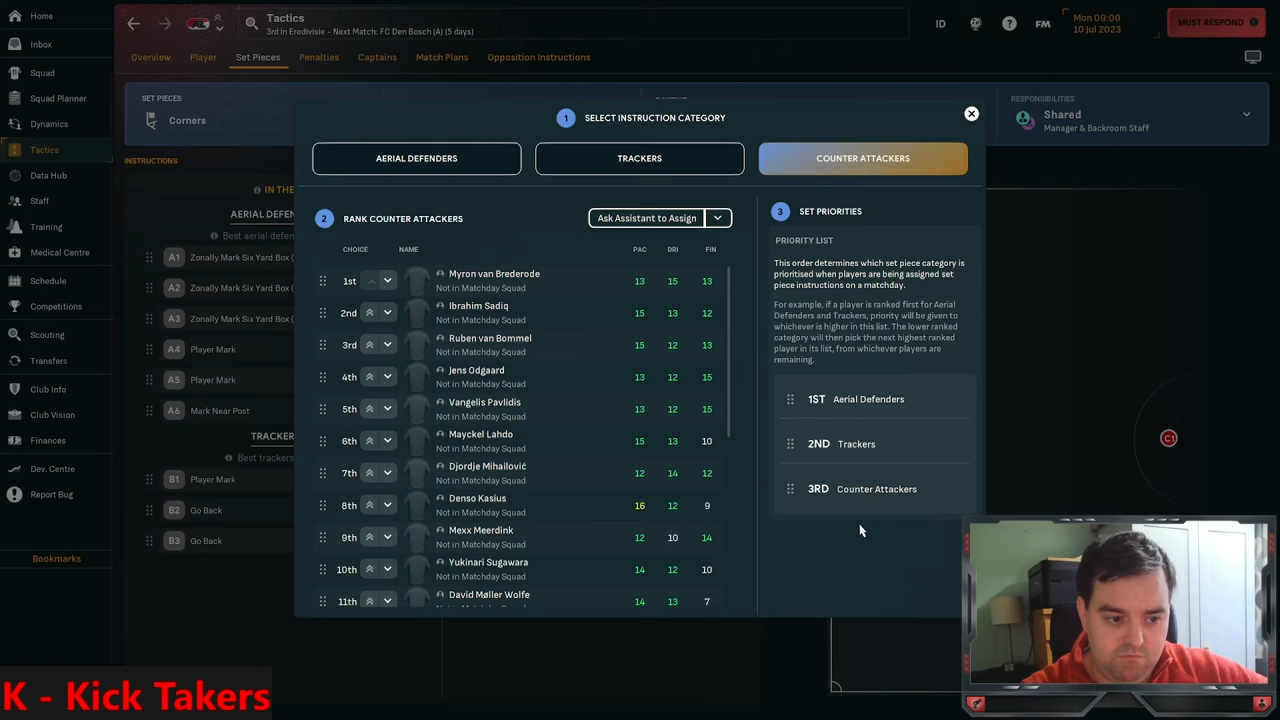 Home
Inbox
Squad
Squad Planner
Dynamics
Tactics
Data Hub
Staff
Training
Medical Centre
Schedule
Competitions
Scouting
Transfers
Club Info
Club Vision
Finances
Dev. Centre
Report Bug
Bookmarks
Tactics
3rd in Eredivisie - Next Match: FC Den Bosch (A) (5 days)
ID
?
FM
Mon 09:00
10 Jul 2023
MUST RESPOND
Overview
Player
Set Pieces
Penalties
Captains
Match Plans
Opposition Instructions
SET PIECES
Corners
RESPONSIBILITIES
Shared
Manager & Backroom Staff
INSTRUCTIONS
IN THE
AERIAL DEFEN
Best aerial defen
A1 Zonally Mark Six Yard Box (
A2 Zonally Mark Six Yard Box (
A3 Zonally Mark Six Yard Box (
A4 Player Mark
A5 Player Mark
A6 Mark Near Post
TRACKER
Best trackers
B1 Player Mark
B2 Go Back
B3 Go Back
1 SELECT INSTRUCTION CATEGORY
AERIAL DEFENDERS
TRACKERS
COUNTER ATTACKERS
2 RANK COUNTER ATTACKERS
Ask Assistant to Assign
CHOICE NAME PAC DRI FIN
1st Myron van Brederode 13 15 13
Not in Matchday Squad
2nd Ibrahim Sadiq 15 13 12
Not in Matchday Squad
3rd Ruben van Bommel 15 12 13
Not in Matchday Squad
4th Jens Odgaard 13 12 15
Not in Matchday Squad
5th Vangelis Pavlidis 13 12 15
Not in Matchday Squad
6th Mayckel Lahdo 15 13 10
Not in Matchday Squad
7th Djordje Mihailović 12 14 12
Not in Matchday Squad
8th Denso Kasius 16 12 9
Not in Matchday Squad
9th Mexx Meerdink 12 10 14
Not in Matchday Squad
10th Yukinari Sugawara 14 12 10
Not in Matchday Squad
11th David Møller Wolfe 14 13 7
Not in Matchday Squad
3 SET PRIORITIES
PRIORITY LIST
This order determines which set piece category is
prioritised when players are being assigned set
piece instructions on a matchday.
For example, if a player is ranked first for Aerial
Defenders and Trackers, priority will be given to
whichever is higher in this list. The lower ranked
category will then pick the next highest ranked
player in its list, from whichever players are
remaining.
1ST Aerial Defenders
2ND Trackers
3RD Counter Attackers
C1
K - Kick Takers